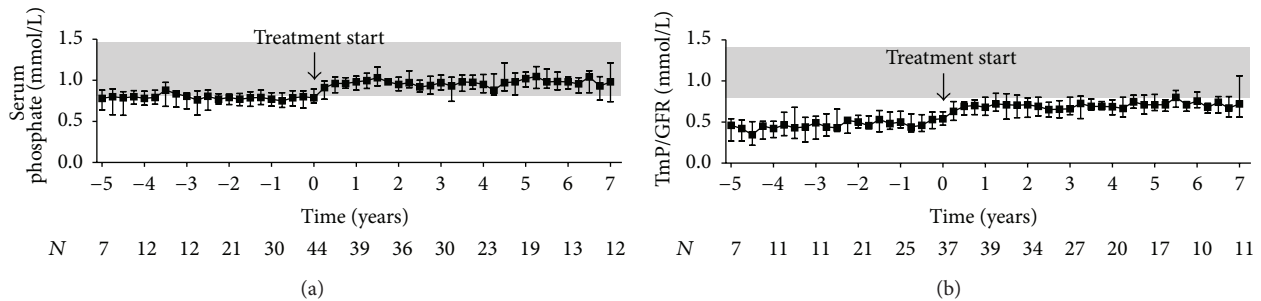 Serum
phosphate (mmol/L)
1.5
1.0
0.5
0.0
Treatment start
−5 −4 −3 −2 −1 0 1 2 3 4 5 6 7
Time (years)
N 7 12 12 21 30 44 39 36 30 23 19 13 12
(a)
TmP/GFR (mmol/L)
1.5
1.0
0.5
0.0
Treatment start
−5 −4 −3 −2 −1 0 1 2 3 4 5 6 7
Time (years)
N 7 11 11 21 25 37 39 34 27 20 17 10 11
(b)